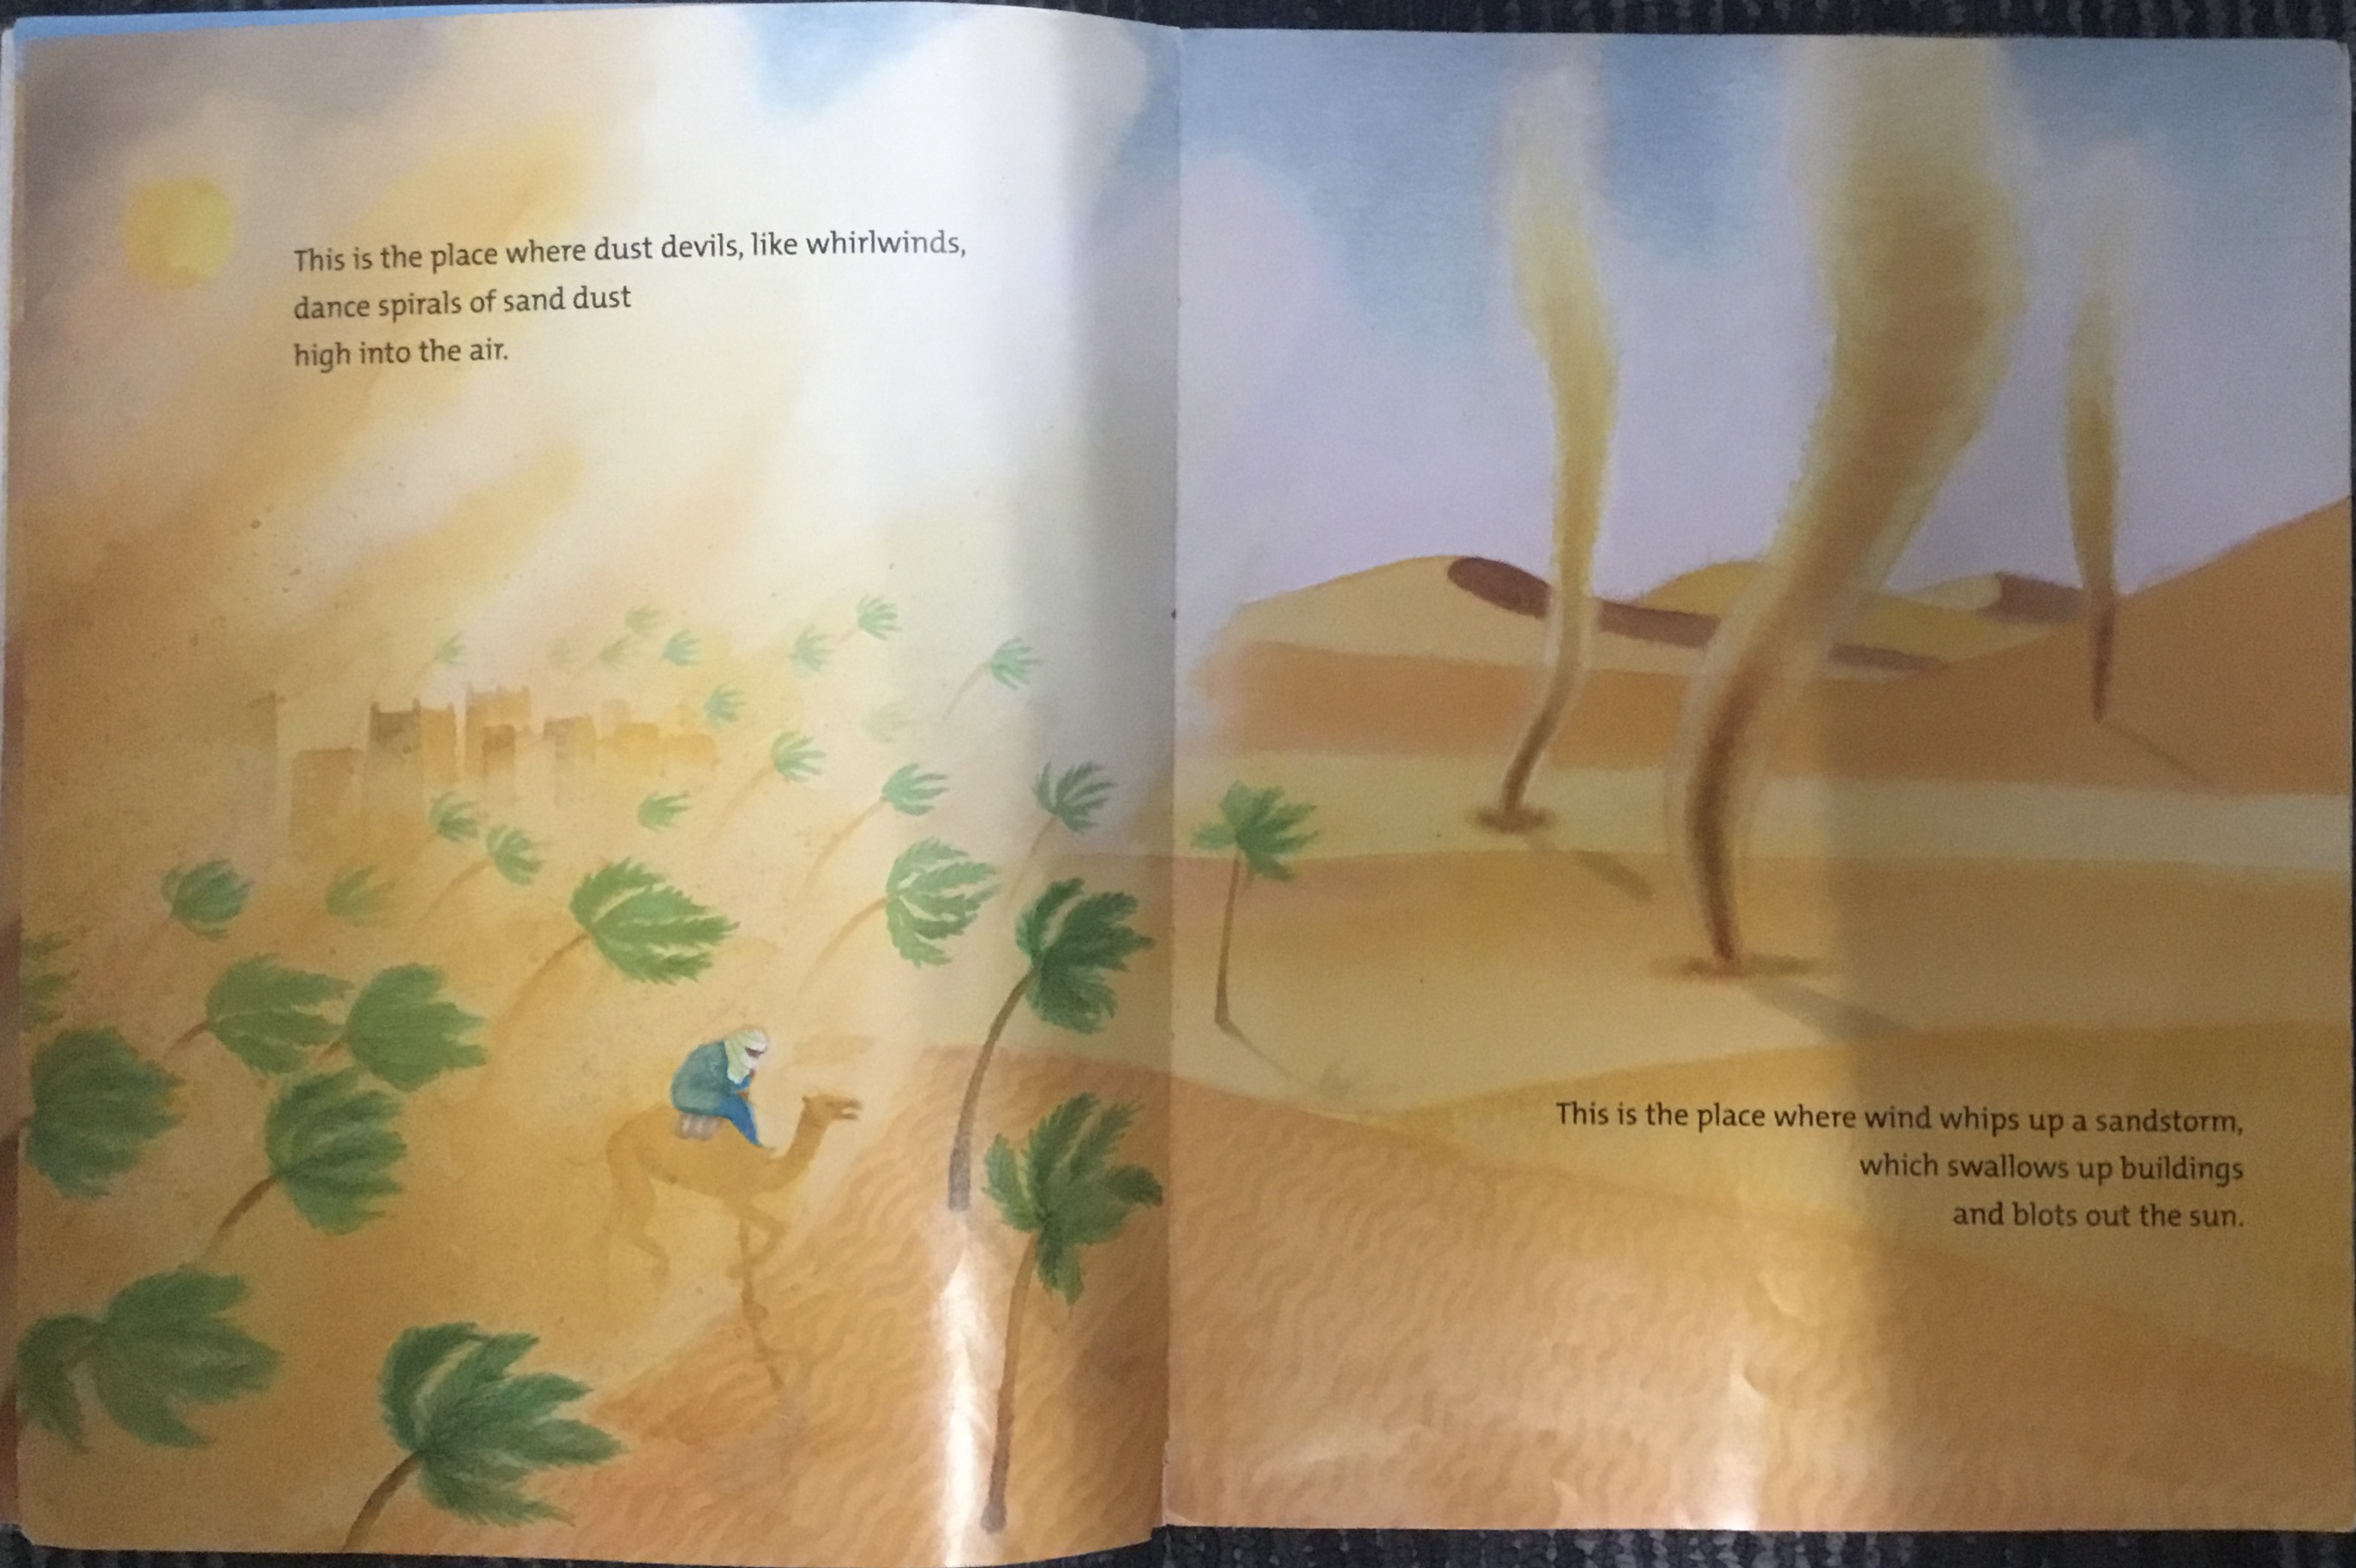 This is the place where dust devils, like whirlwinds,
dance spirals of sand dust
high into the air.
This is the place where wind whips up a sandstorm,
which swallows up buildings
and blots out the sun.